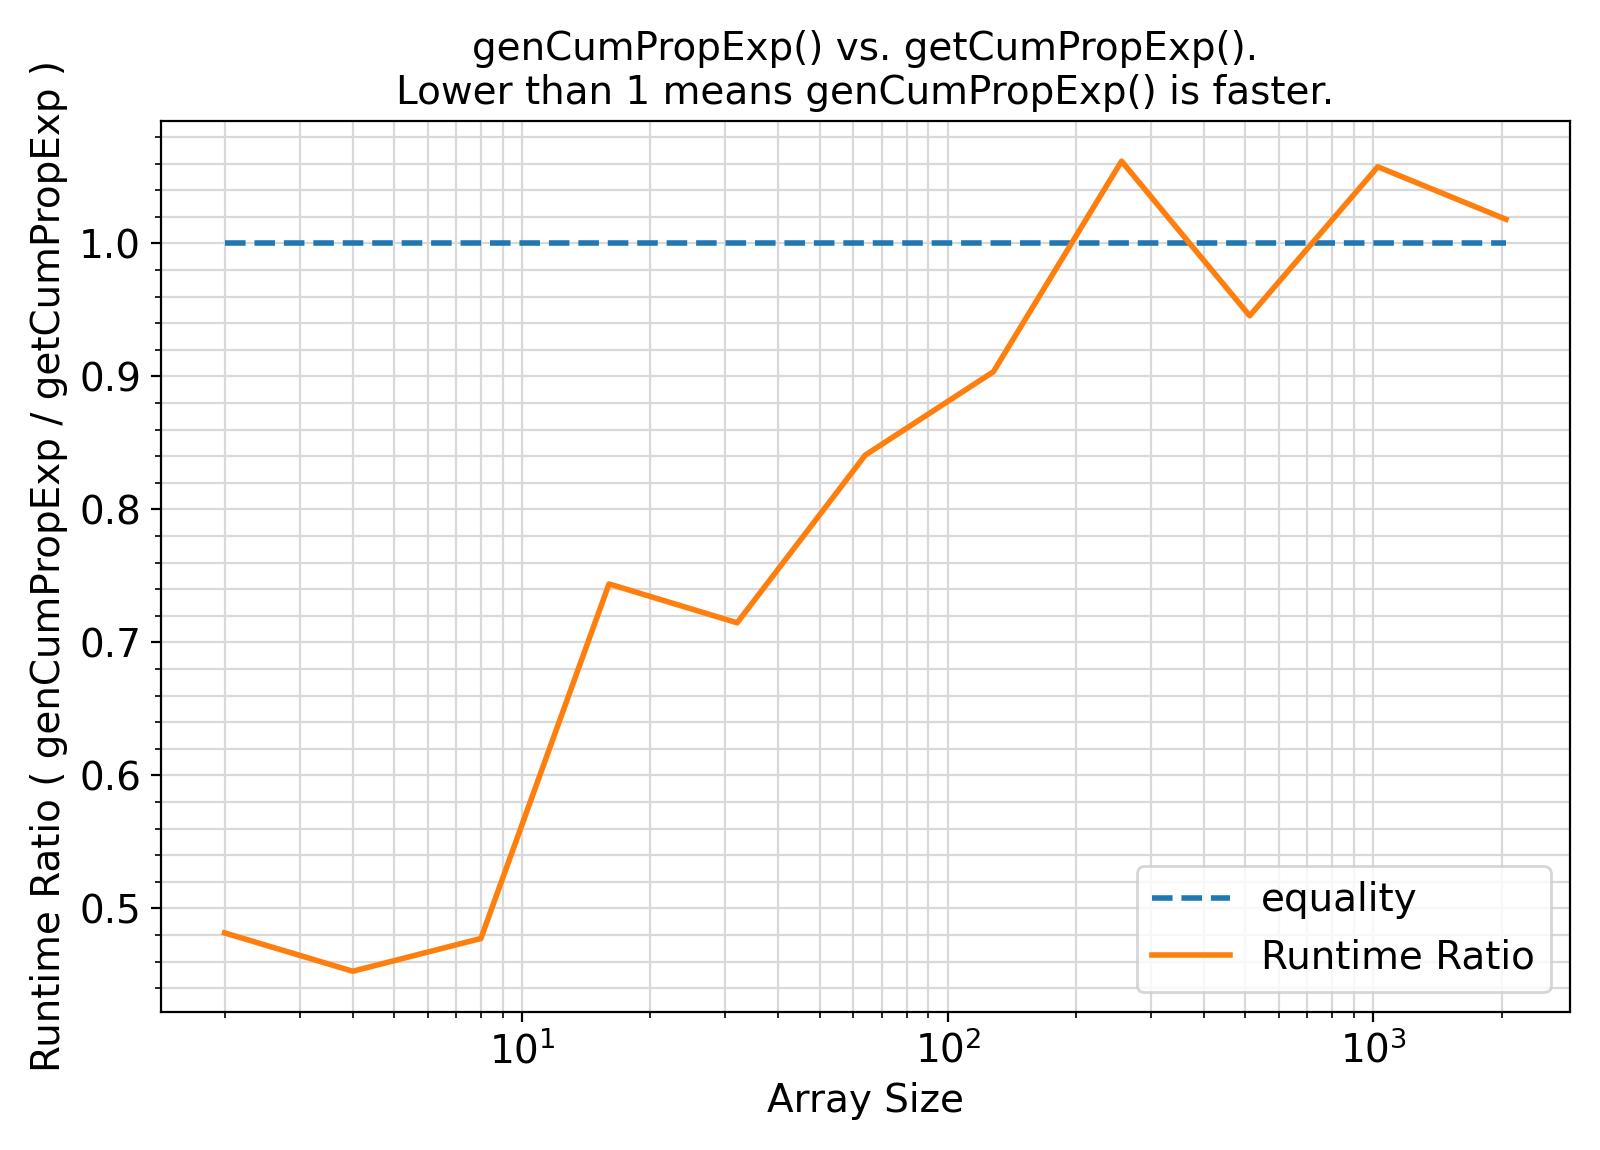 genCumPropExp() vs. getCumPropExp().
Lower than 1 means genCumPropExp() is faster.
Runtime Ratio ( genCumPropExp / getCumPropExp )
1.0
0.9
0.8
0.7
0.6
0.5
equality
Runtime Ratio
10¹ 10² 10³
Array Size